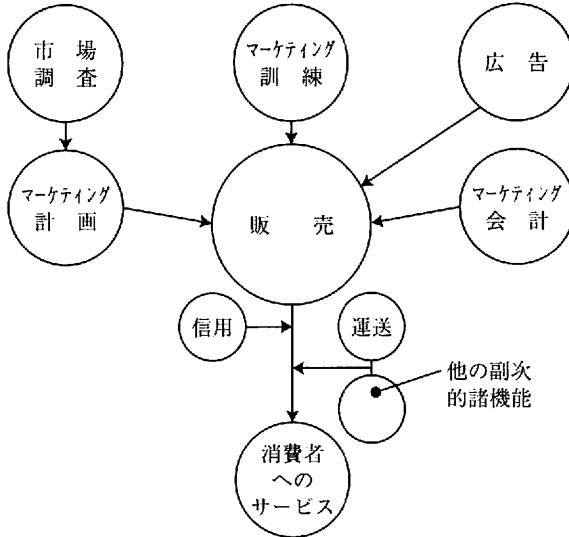 市場
調査
マーケティング
訓練
広告
マーケティング
計画
販売
マーケティング
会計
信用
運送
他の副次
的諸機能
消費者
への
サービス